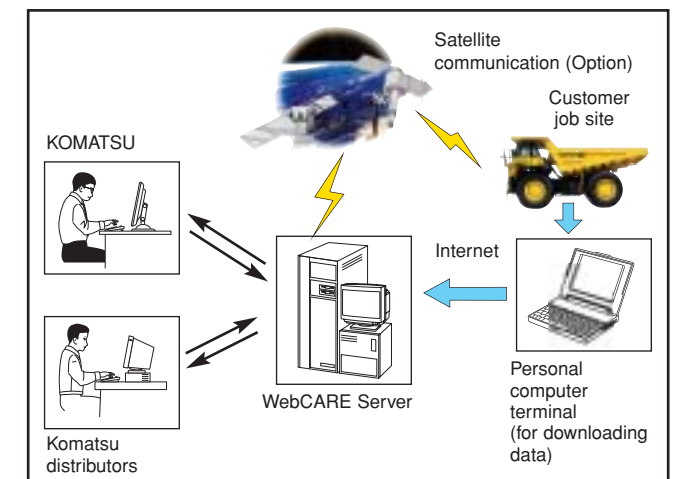 Satellite
communication (Option)
Customer
job site
KOMATSU
Internet
WebCARE Server
Personal
computer
terminal
(for downloading
data)
Komatsu
distributors